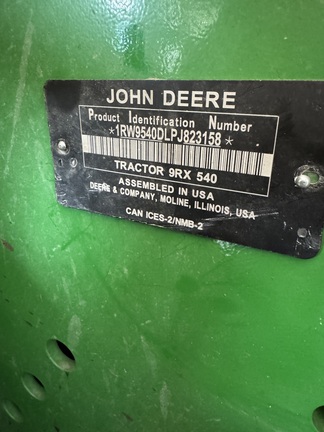 JOHN DEERE
Product Identification Number
*1RW9540DLPJ823158*
TRACTOR 9RX 540
ASSEMBLED IN USA
DEERE & COMPANY, MOLINE, ILLINOIS, USA
CAN ICES-2/NMB-2